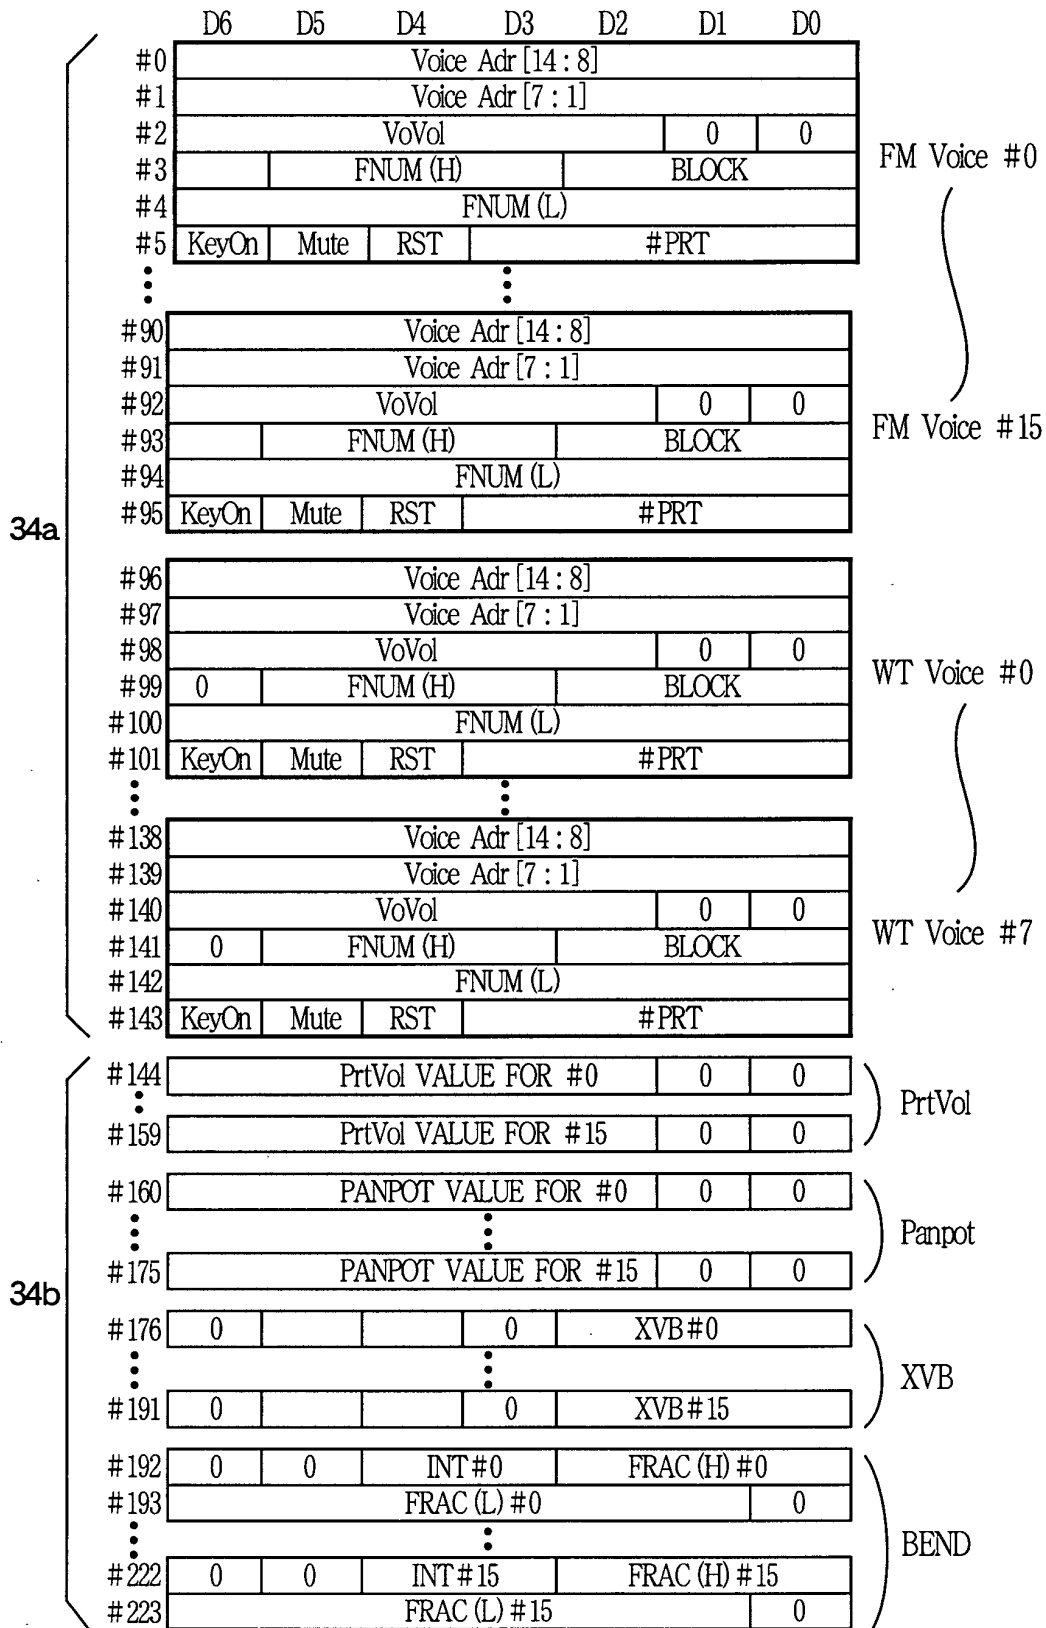 D6 D5 D4 D3 D2 D1 D0
#0 Voice Adr [14 : 8]
#1 Voice Adr [7 : 1]
#2 VoVol 0 0
#3 FNUM (H) BLOCK
FM Voice #0
#4 FNUM (L)
#5 KeyOn Mute RST #PRT
#90 Voice Adr [14 : 8]
#91 Voice Adr [7 : 1]
#92 VoVol 0 0
#93 FNUM (H) BLOCK
FM Voice #15
#94 FNUM (L)
#95 KeyOn Mute RST #PRT
34a
#96 Voice Adr [14 : 8]
#97 Voice Adr [7 : 1]
#98 VoVol 0 0
#99 0 FNUM (H) BLOCK
WT Voice #0
#100 FNUM (L)
#101 KeyOn Mute RST #PRT
#138 Voice Adr [14 : 8]
#139 Voice Adr [7 : 1]
#140 VoVol 0 0
#141 0 FNUM (H) BLOCK
WT Voice #7
#142 FNUM (L)
#143 KeyOn Mute RST #PRT
#144 PrtVol VALUE FOR #0 0 0
PrtVol
#159 PrtVol VALUE FOR #15 0 0
#160 PANPOT VALUE FOR #0 0 0
Panpot
#175 PANPOT VALUE FOR #15 0 0
34b
#176 0 0 XVB#0
XVB
#191 0 0 XVB#15
#192 0 0 INT#0 FRAC (H) #0
#193 FRAC (L) #0 0
BEND
#222 0 0 INT#15 FRAC (H) #15
#223 FRAC (L) #15 0